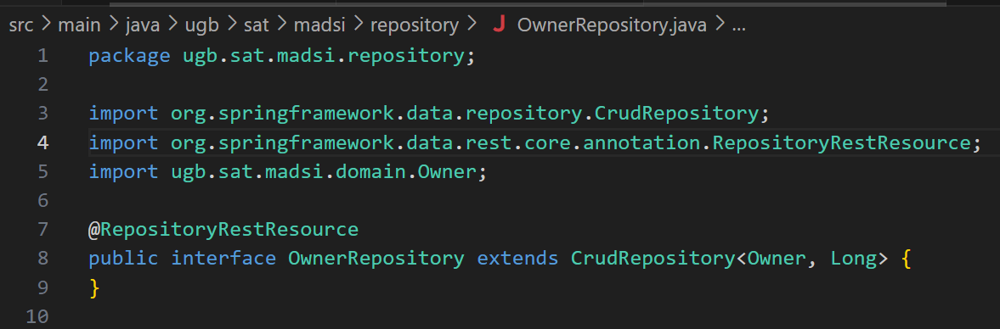 src > main > java > ugb > sat > madsi > repository > J OwnerRepository.java > ...
1 package ugb.sat.madsi.repository;
2
3 import org.springframework.data.repository.CrudRepository;
4 import org.springframework.data.rest.core.annotation.RepositoryRestResource;
5 import ugb.sat.madsi.domain.Owner;
6
7 @RepositoryRestResource
8 public interface OwnerRepository extends CrudRepository<Owner, Long> {
9 }
10